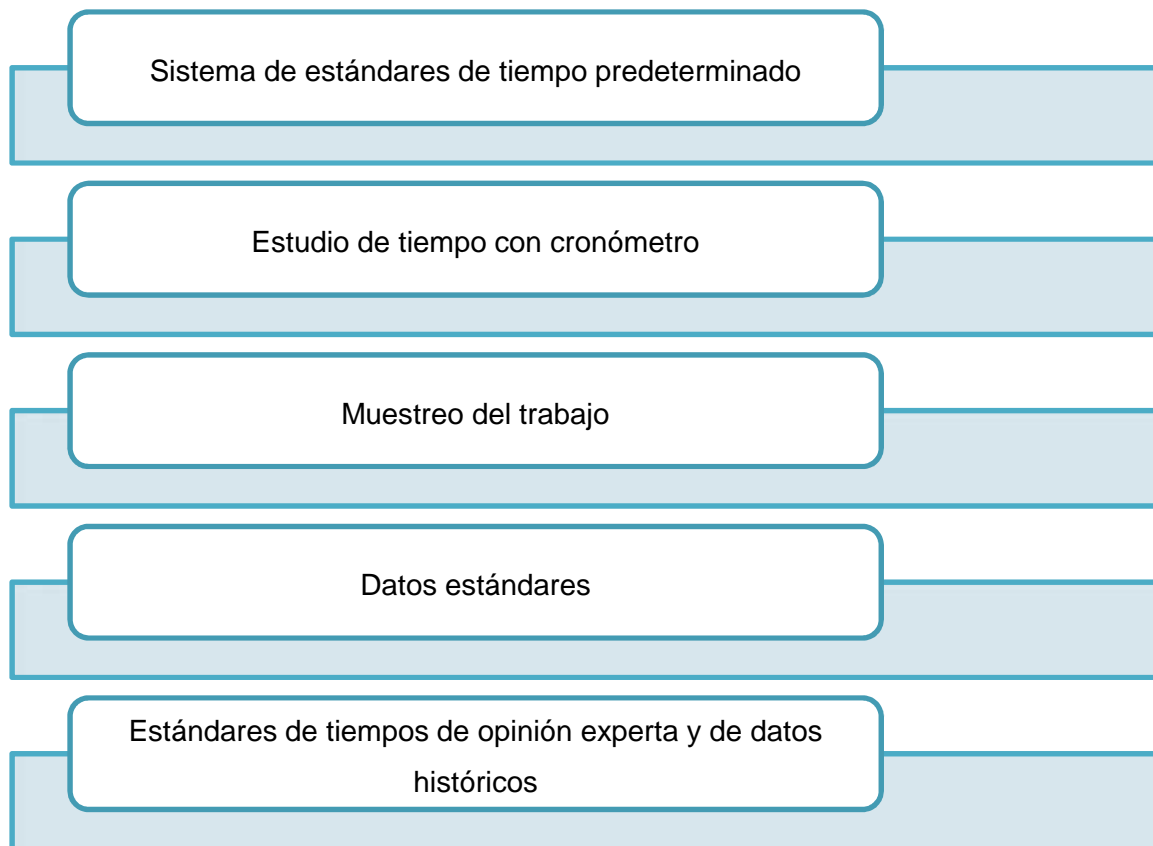 Sistema de estándares de tiempo predeterminado
Estudio de tiempo con cronómetro
Muestreo del trabajo
Datos estándares
Estándares de tiempos de opinión experta y de datos
históricos